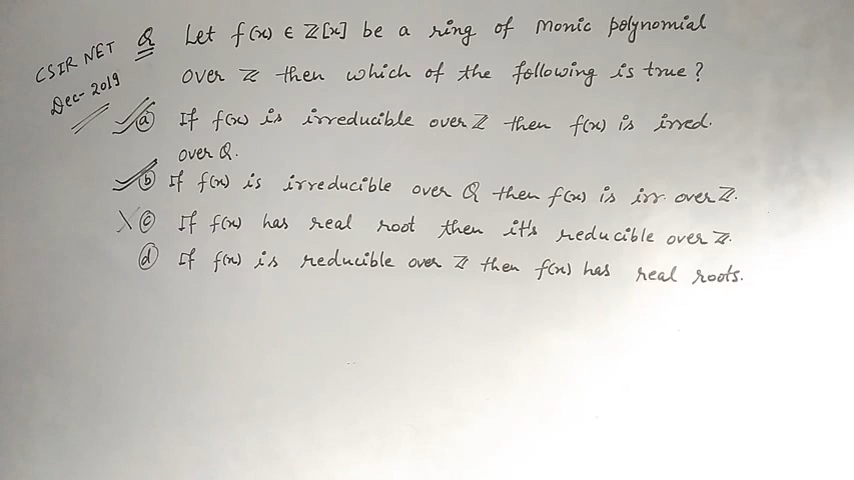 CSIR NET
Dec-2019
Q Let f(x) ∈ ℤ[x] be a ring of monic polynomial
over ℤ then which of the following is true?
(a) If f(x) is irreducible over ℤ then f(x) is irred.
over Q.
(b) If f(x) is irreducible over Q then f(x) is irr. over ℤ.
(c) If f(x) has real root then it's reducible over ℤ.
(d) If f(x) is reducible over ℤ then f(x) has real roots.